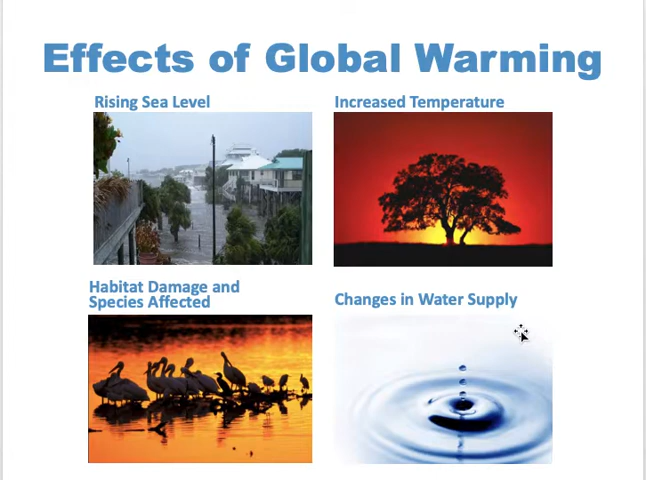 Effects of Global Warming
Rising Sea Level
Increased Temperature
Habitat Damage and
Species Affected
Changes in Water Supply